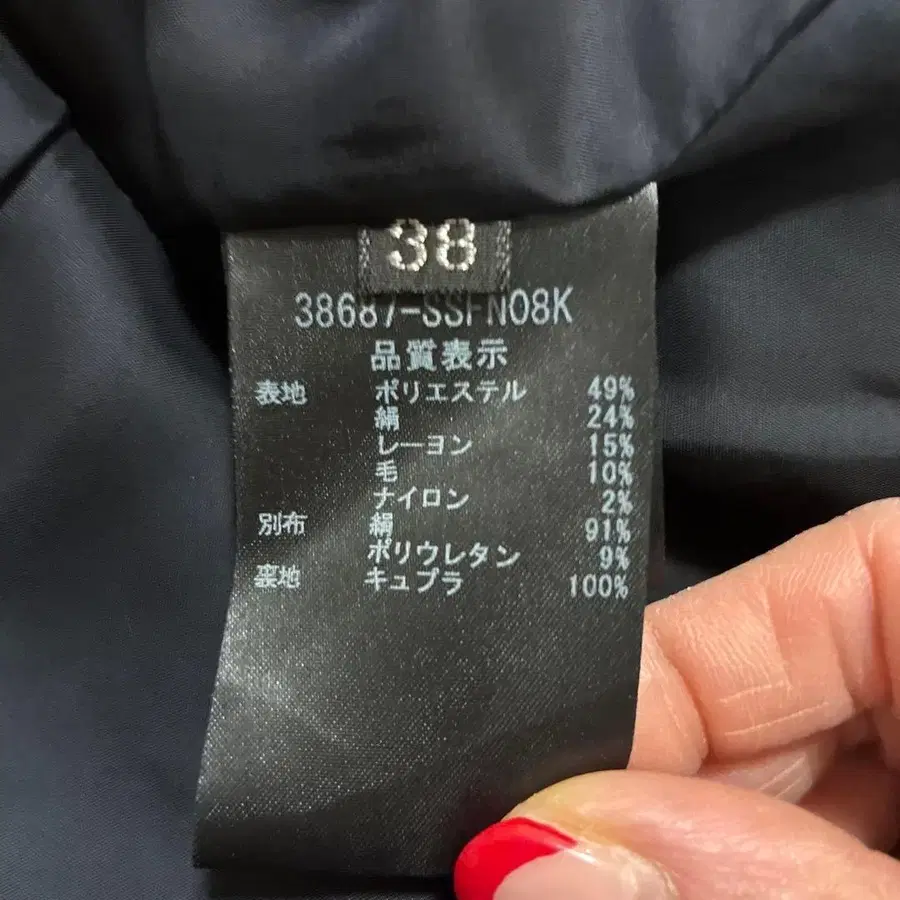 38
38687-SSFN08K
品質表示
表地 ポリエステル 49%
絹 24%
レーヨン 15%
毛 10%
ナイロン 2%
別布 絹 91%
ポリウレタン 9%
裏地 キュプラ 100%